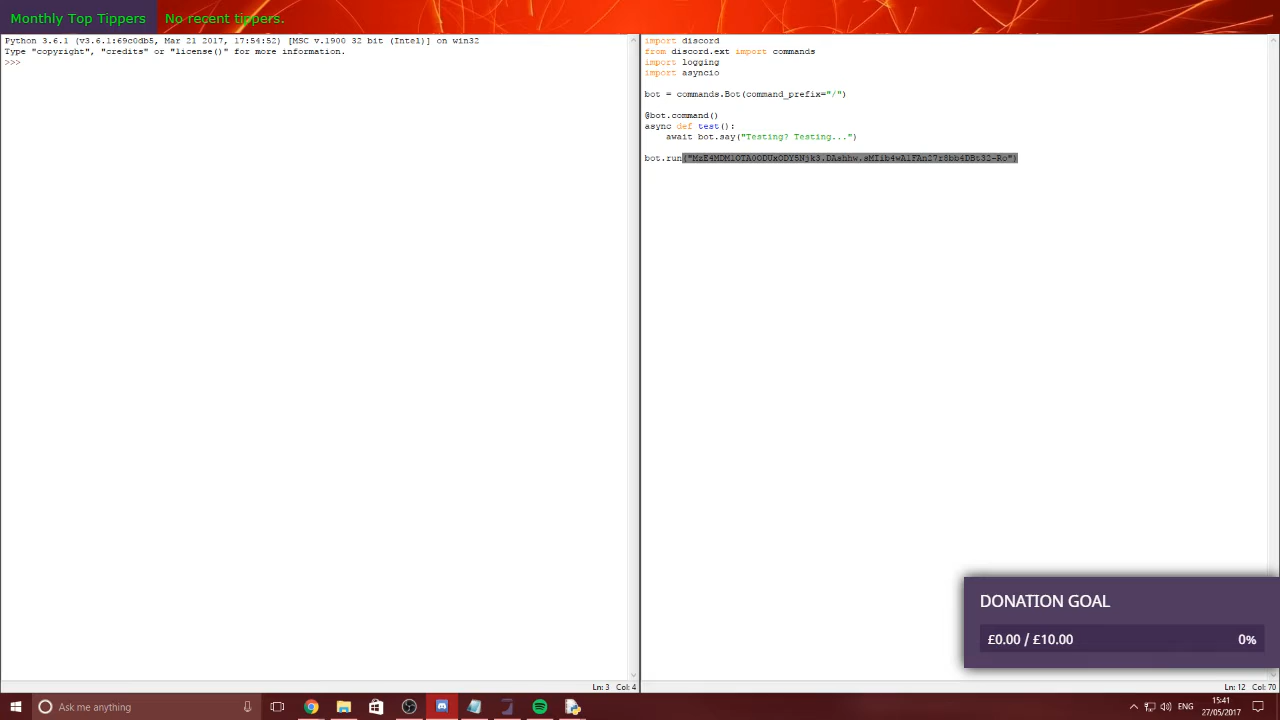 Monthly Top Tippers
No recent tippers.
Python 3.6.1 (v3.6.1:69c0db5, Mar 21 2017, 17:54:52) [MSC v.1900 32 bit (Intel)] on win32
Type "copyright", "credits" or "license()" for more information.
>>>
Ln: 3 Col: 4
import discord
from discord.ext import commands
import logging
import asyncio
bot = commands.Bot(command_prefix="/")
@bot.command()
async def test():
await bot.say("Testing? Testing...")
bot.run
Ln: 12 Col: 70
DONATION GOAL
£0.00 / £10.00 0%
Ask me anything
ENG
15:41
27/05/2017